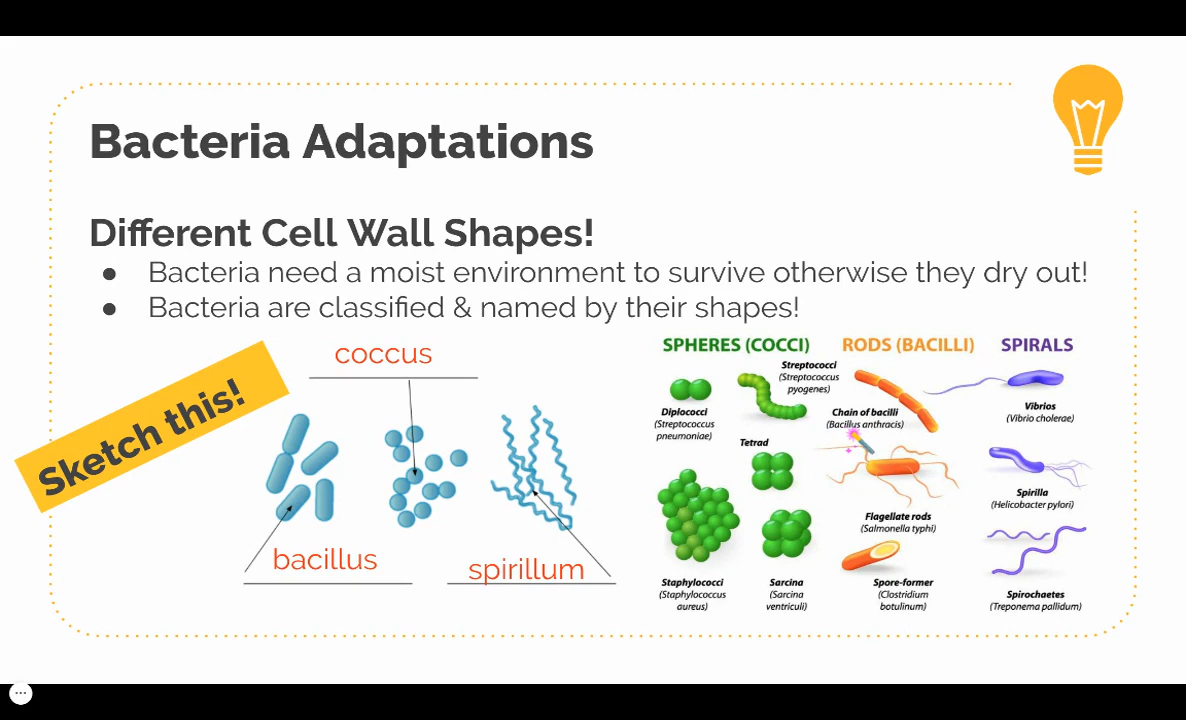 Bacteria Adaptations
Different Cell Wall Shapes!
● Bacteria need a moist environment to survive otherwise they dry out!
● Bacteria are classified & named by their shapes!
Sketch this!
coccus
bacillus
spirillum
SPHERES (COCCI)
Diplococci
(Streptococcus
pneumoniae)
Streptococci
(Streptococcus
pyogenes)
Tetrad
Staphylococci
(Staphylococcus
aureus)
Sarcina
(Sarcina
ventriculi)
RODS (BACILLI)
Chain of bacilli
(Bacillus anthracis)
Flagellate rods
(Salmonella typhi)
Spore-former
(Clostridium
botulinum)
SPIRALS
Vibrios
(Vibrio cholerae)
Spirilla
(Helicobacter pylori)
Spirochaetes
(Treponema pallidum)